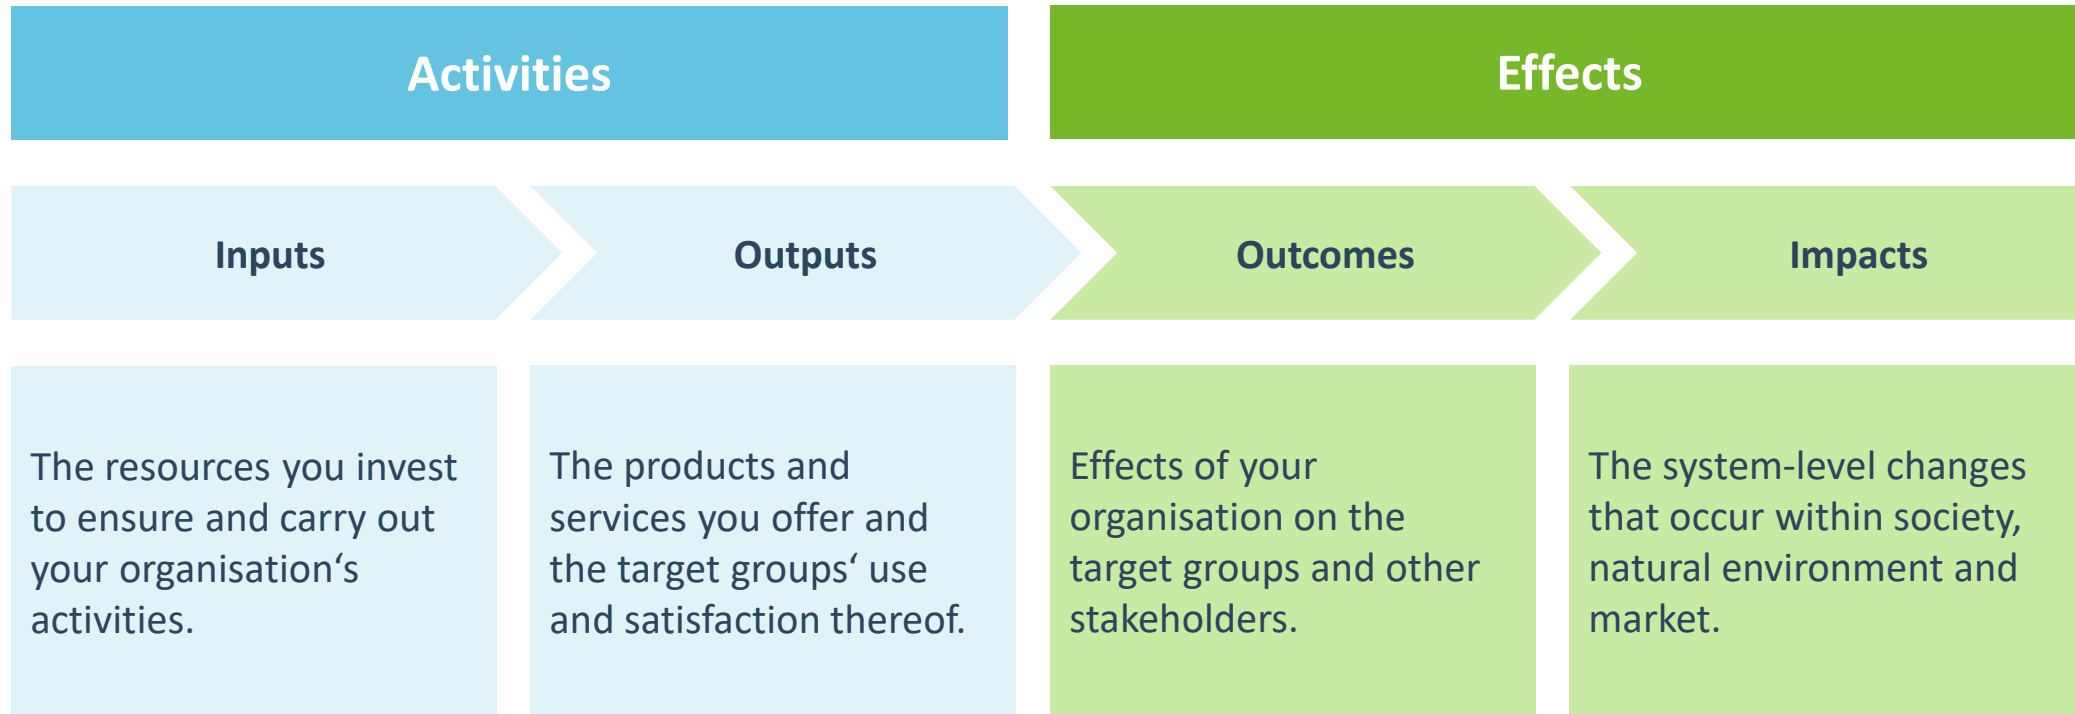 Activities
Effects
Inputs
Outputs
Outcomes
Impacts
The resources you invest
to ensure and carry out
your organisation‘s
activities.
The products and
services you offer and
the target groups‘ use
and satisfaction thereof.
Effects of your
organisation on the
target groups and other
stakeholders.
The system-level changes
that occur within society,
natural environment and
market.